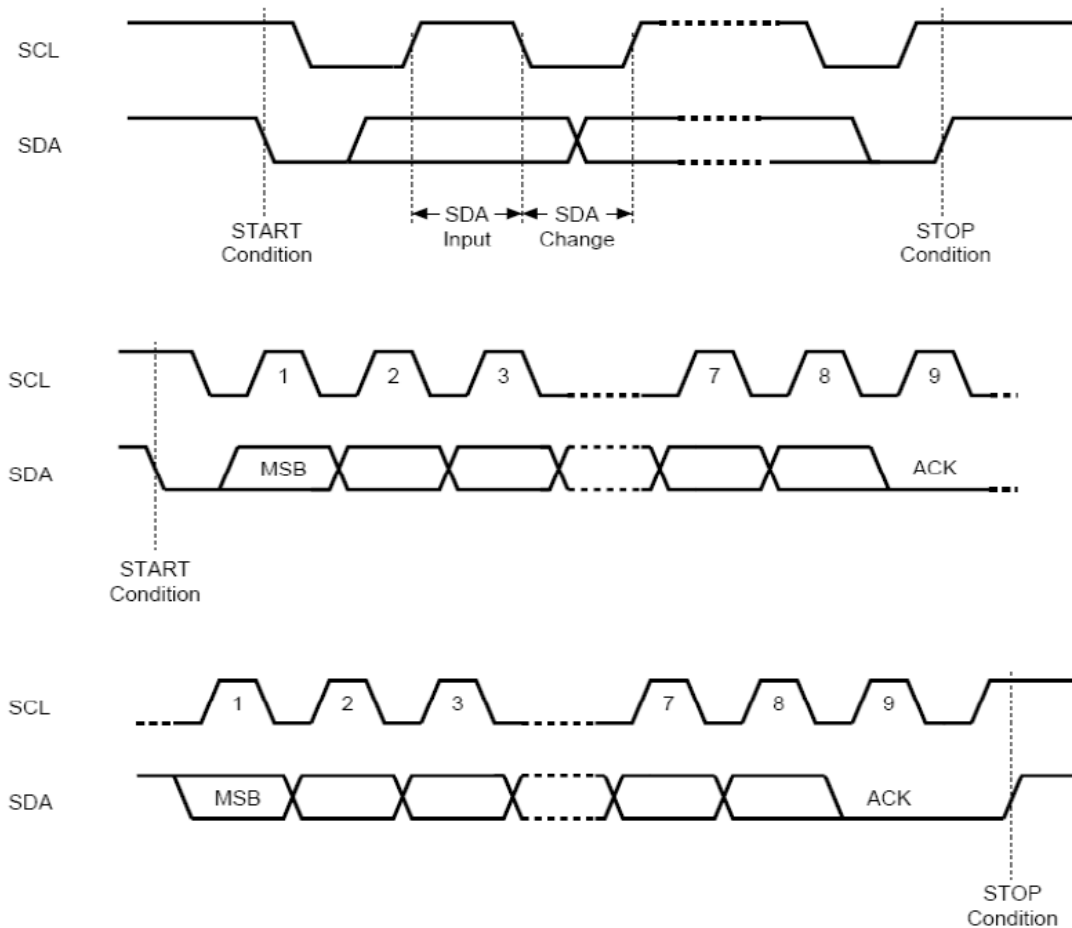 SCL
SDA
SDA SDA
Input Change
START STOP
Condition Condition
SCL 1 2 3 7 8 9
SDA MSB ACK
START
Condition
SCL 1 2 3 7 8 9
SDA MSB ACK
STOP
Condition